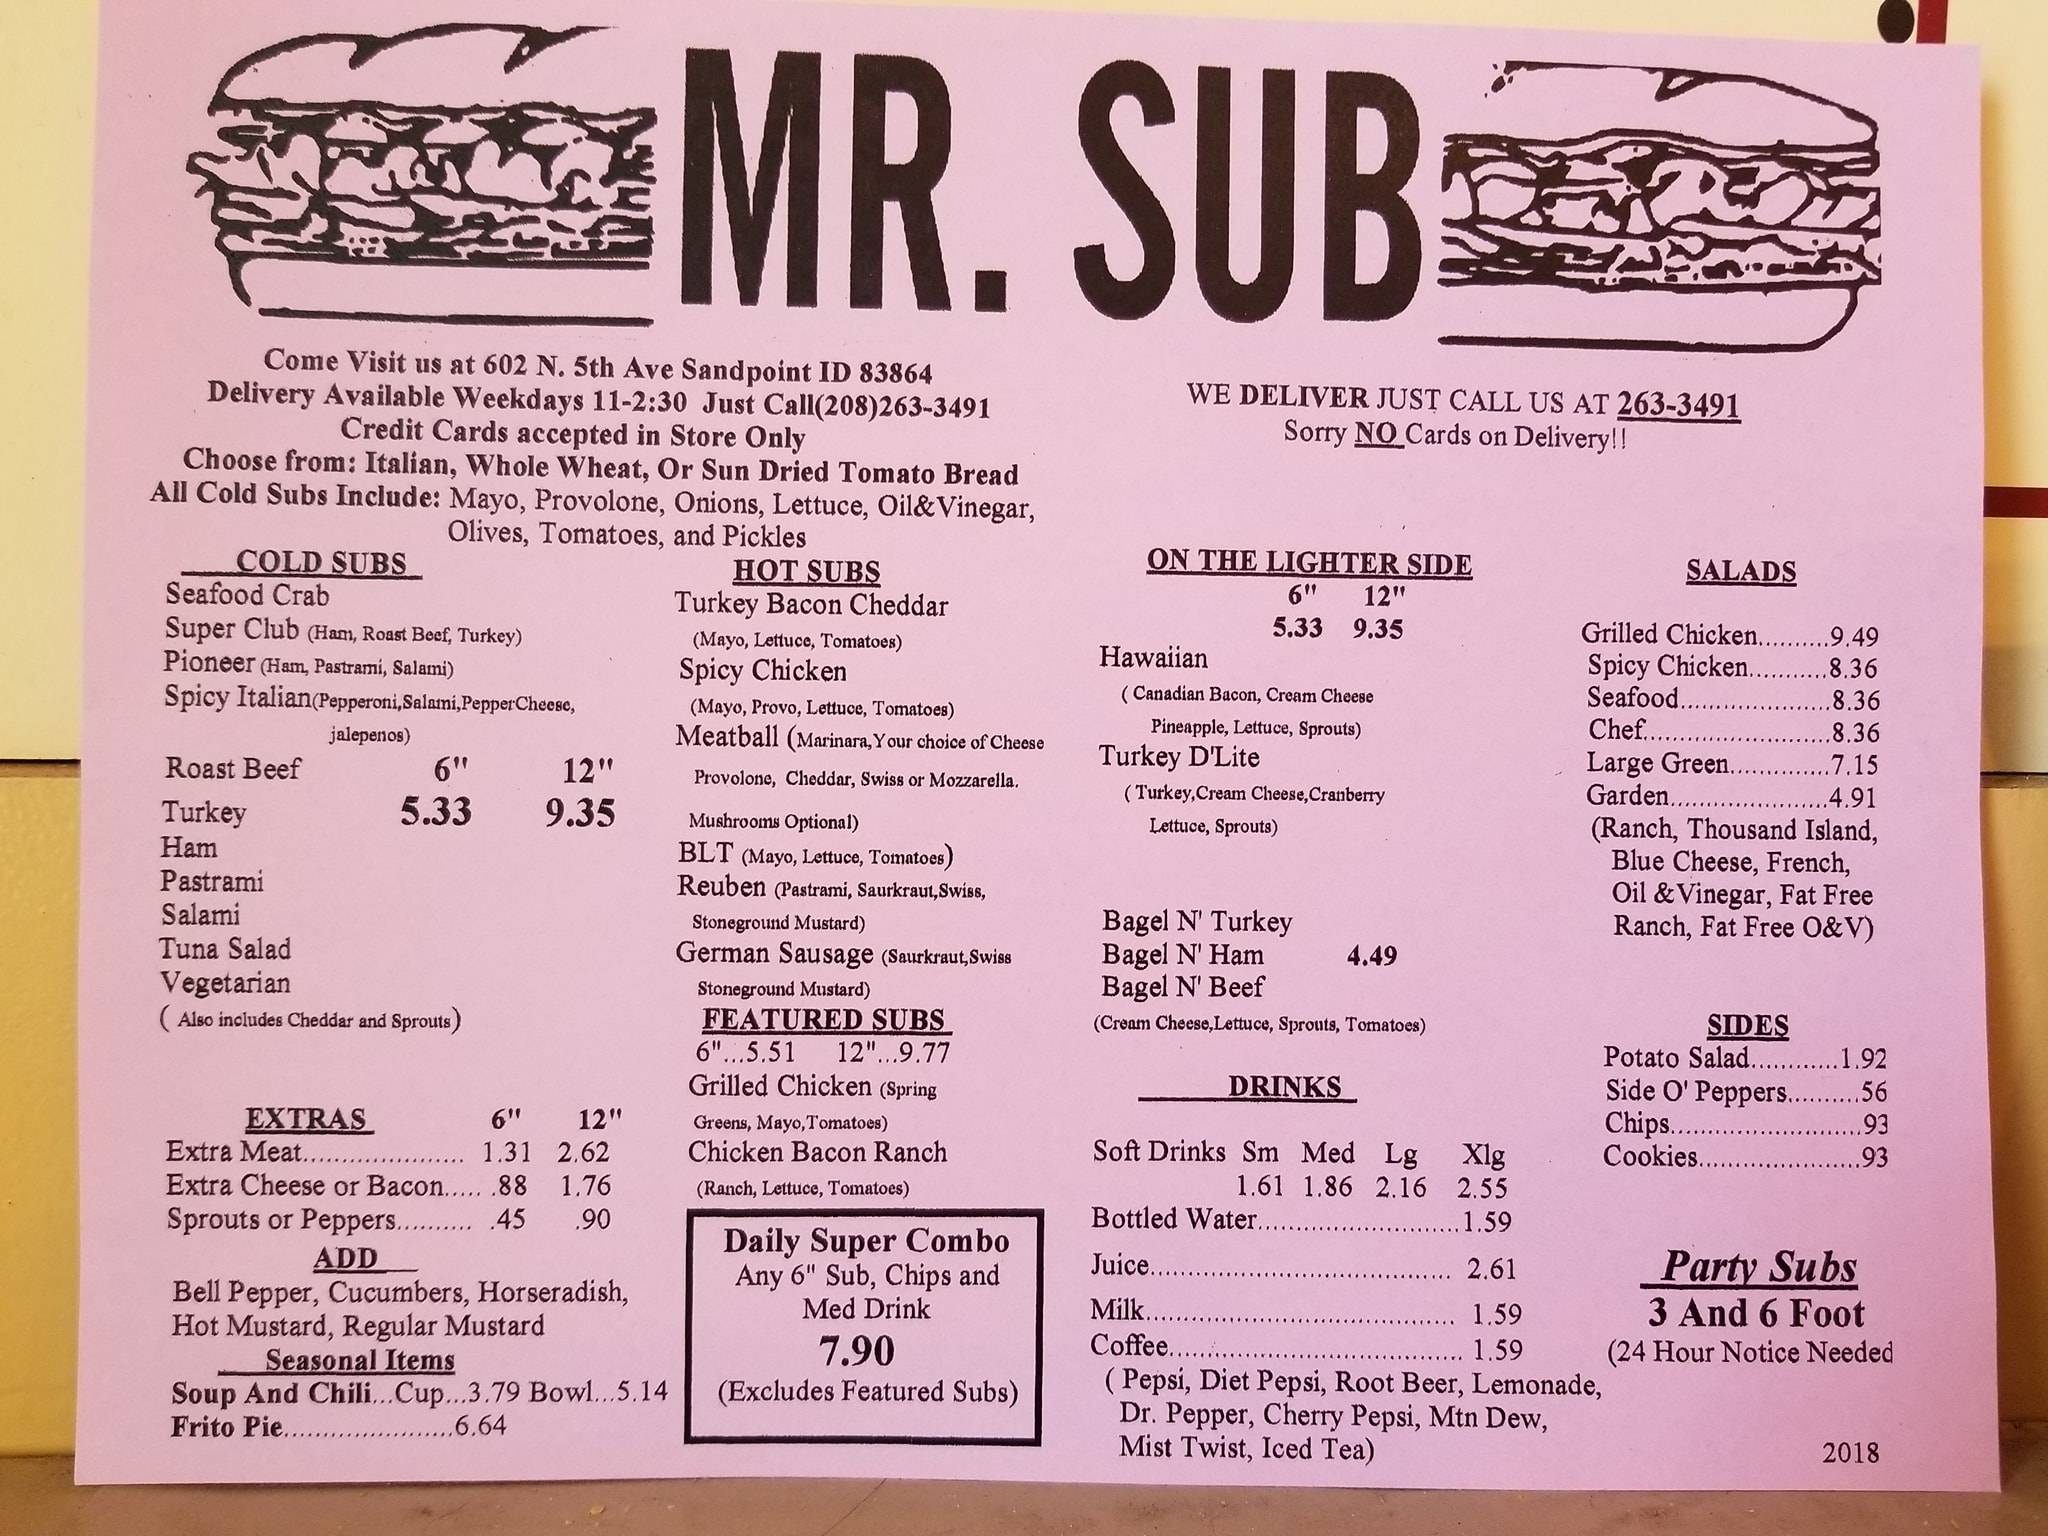 MR. SUB
Come Visit us at 602 N. 5th Ave Sandpoint ID 83864
Delivery Available Weekdays 11-2:30 Just Call(208)263-3491
Credit Cards accepted in Store Only
Choose from: Italian, Whole Wheat, Or Sun Dried Tomato Bread
All Cold Subs Include: Mayo, Provolone, Onions, Lettuce, Oil&Vinegar,
Olives, Tomatoes, and Pickles
WE DELIVER JUST CALL US AT 263-3491
Sorry NO Cards on Delivery!!
COLD SUBS
Seafood Crab
Super Club (Ham, Roast Beef, Turkey)
Pioneer (Ham, Pastrami, Salami)
Spicy Italian(Pepperoni,Salami,PepperCheese,
jalepenos)
Roast Beef 6" 12"
Turkey 5.33 9.35
Ham
Pastrami
Salami
Tuna Salad
Vegetarian
( Also includes Cheddar and Sprouts)
EXTRAS 6" 12"
Extra Meat..................... 1.31 2.62
Extra Cheese or Bacon..... .88 1.76
Sprouts or Peppers.......... .45 .90
ADD
Bell Pepper, Cucumbers, Horseradish,
Hot Mustard, Regular Mustard
Seasonal Items
Soup And Chili...Cup...3.79 Bowl...5.14
Frito Pie......................6.64
HOT SUBS
Turkey Bacon Cheddar
(Mayo, Lettuce, Tomatoes)
Spicy Chicken
(Mayo, Provo, Lettuce, Tomatoes)
Meatball (Marinara,Your choice of Cheese
Provolone, Cheddar, Swiss or Mozzarella.
Mushrooms Optional)
BLT (Mayo, Lettuce, Tomatoes)
Reuben (Pastrami, Saurkraut,Swiss,
Stoneground Mustard)
German Sausage (Saurkraut,Swiss
Stoneground Mustard)
FEATURED SUBS
6"...5.51 12"...9.77
Grilled Chicken (Spring
Greens, Mayo,Tomatoes)
Chicken Bacon Ranch
(Ranch, Lettuce, Tomatoes)
Daily Super Combo
Any 6" Sub, Chips and
Med Drink
7.90
(Excludes Featured Subs)
ON THE LIGHTER SIDE
6" 12"
5.33 9.35
Hawaiian
( Canadian Bacon, Cream Cheese
Pineapple, Lettuce, Sprouts)
Turkey D'Lite
( Turkey,Cream Cheese,Cranberry
Lettuce, Sprouts)
Bagel N' Turkey
Bagel N' Ham 4.49
Bagel N' Beef
(Cream Cheese,Lettuce, Sprouts, Tomatoes)
DRINKS
Soft Drinks Sm Med Lg Xlg
1.61 1.86 2.16 2.55
Bottled Water..........................1.59
Juice....................................... 2.61
Milk........................................ 1.59
Coffee...................................... 1.59
( Pepsi, Diet Pepsi, Root Beer, Lemonade,
Dr. Pepper, Cherry Pepsi, Mtn Dew,
Mist Twist, Iced Tea)
SALADS
Grilled Chicken.........9.49
Spicy Chicken..........8.36
Seafood...................8.36
Chef........................8.36
Large Green.............7.15
Garden....................4.91
(Ranch, Thousand Island,
Blue Cheese, French,
Oil &Vinegar, Fat Free
Ranch, Fat Free O&V)
SIDES
Potato Salad...........1.92
Side O' Peppers.........56
Chips........................93
Cookies.....................93
Party Subs
3 And 6 Foot
(24 Hour Notice Needed
2018